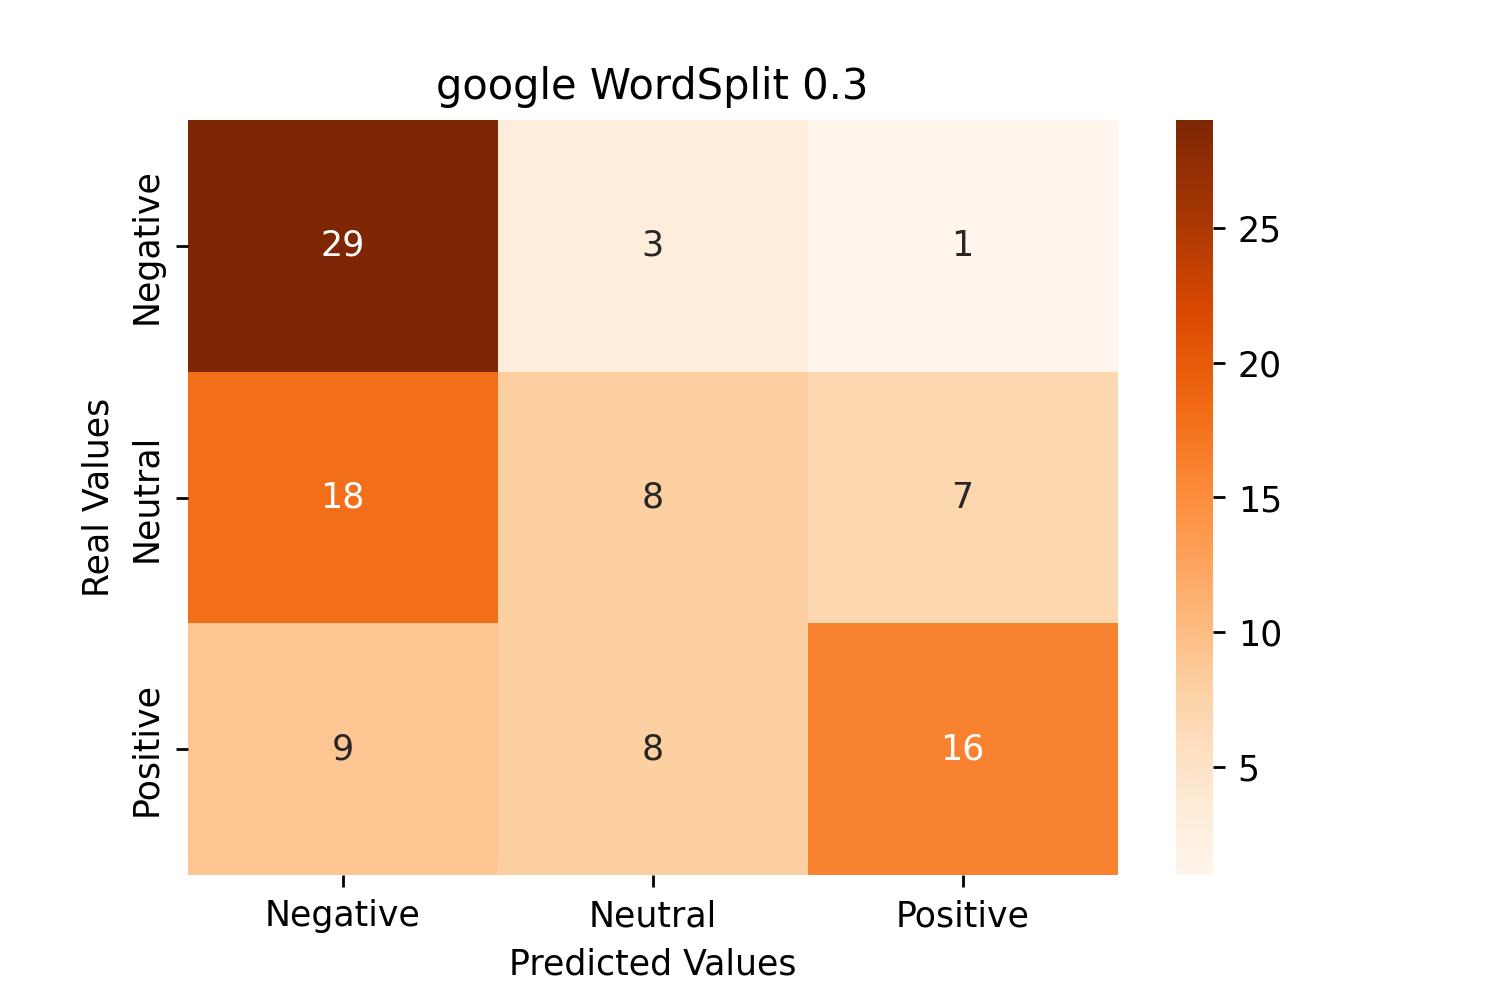 google WordSplit 0.3
Real Values
Negative
29 3 1
Neutral
18 8 7
Positive
9 8 16
Negative Neutral Positive
Predicted Values
25
20
15
10
5